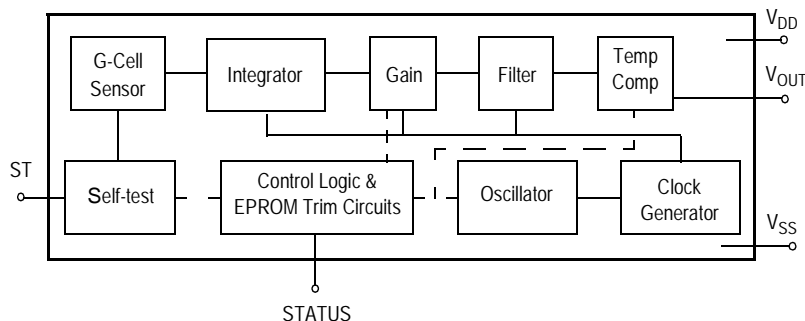 V_DD
G-Cell
Sensor
Integrator
Gain
Filter
Temp
Comp
V_OUT
ST
Self-test
Control Logic &
EPROM Trim Circuits
Oscillator
Clock
Generator
V_SS
STATUS